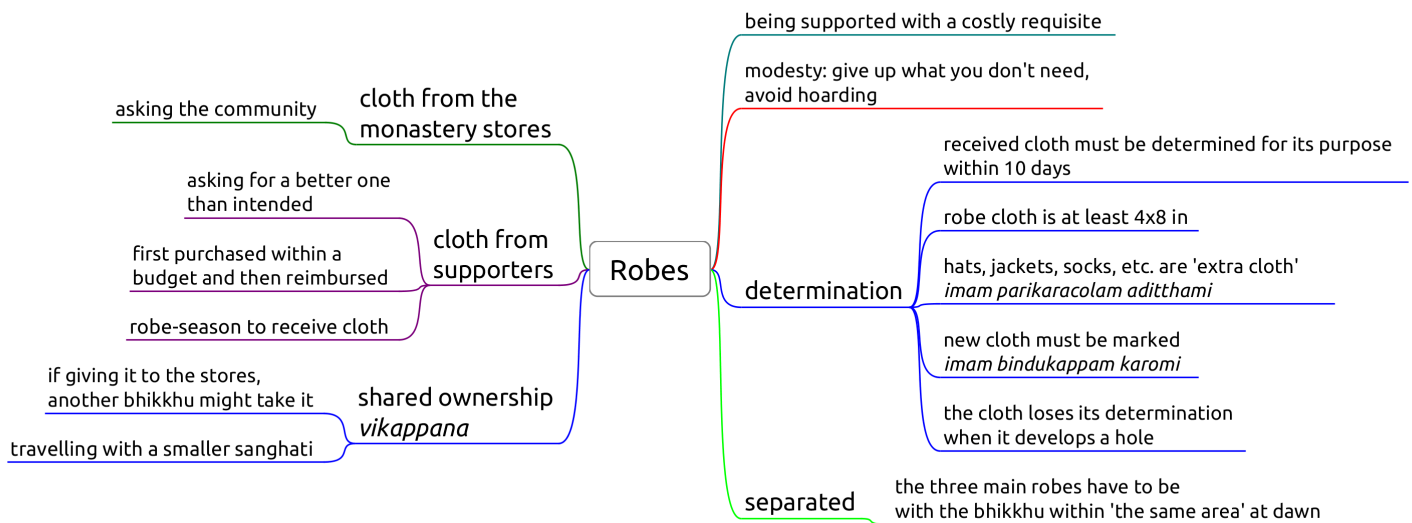 Robes
cloth from the
monastery stores
asking the community
cloth from
supporters
asking for a better one
than intended
first purchased within a
budget and then reimbursed
robe-season to receive cloth
shared ownership
vikappana
if giving it to the stores,
another bhikkhu might take it
travelling with a smaller sanghati
being supported with a costly requisite
modesty: give up what you don't need,
avoid hoarding
determination
received cloth must be determined for its purpose
within 10 days
robe cloth is at least 4x8 in
hats, jackets, socks, etc. are 'extra cloth'
imam parikaracolam aditthami
new cloth must be marked
imam bindukappam karomi
the cloth loses its determination
when it develops a hole
separated
the three main robes have to be
with the bhikkhu within 'the same area' at dawn